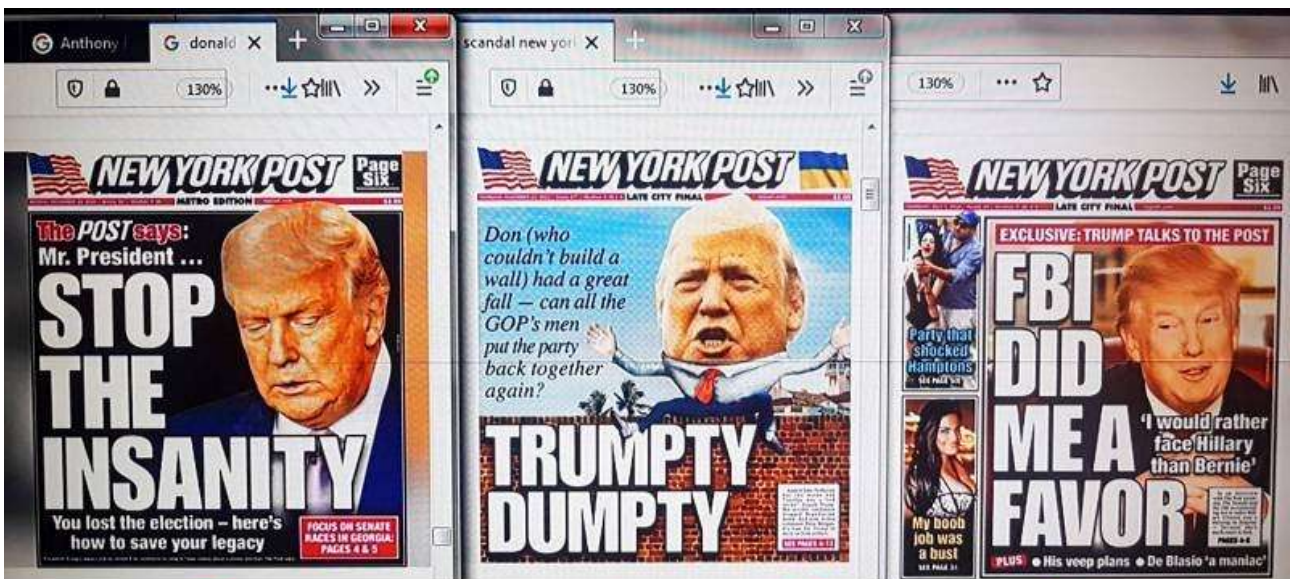 Anthony
donald
130%
NEW YORK POST
Page
Six
METRO EDITION
The POST says:
Mr. President ...
STOP
THE
INSANITY
You lost the election – here's
how to save your legacy
FOCUS ON SENATE
RACES IN GEORGIA:
PAGES 4 & 5
scandal new yor
130%
NEW YORK POST
LATE CITY FINAL
Don (who
couldn't build a
wall) had a great
fall — can all the
GOP's men
put the party
back together
again?
TRUMPTY
DUMPTY
130%
NEW YORK POST
Page
Six
LATE CITY FINAL
Party that
shocked
Hamptons
My boob
job was
a bust
EXCLUSIVE: TRUMP TALKS TO THE POST
FBI
DID
ME A
FAVOR
'I would rather
face Hillary
than Bernie'
PLUS • His veep plans • De Blasio 'a maniac'